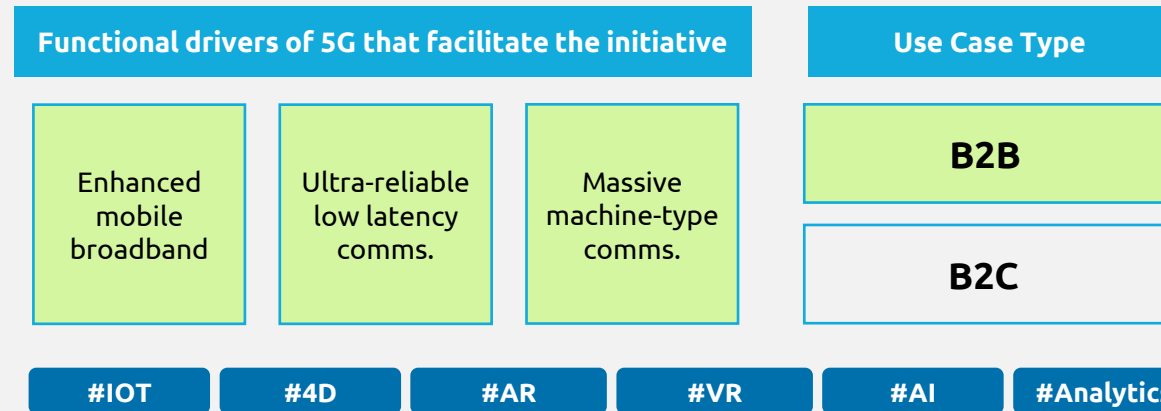 Functional drivers of 5G that facilitate the initiative
Use Case Type
Enhanced
mobile
broadband
Ultra-reliable
low latency
comms.
Massive
machine-type
comms.
B2B
B2C
#IOT
#4D
#AR
#VR
#AI
#Analytics